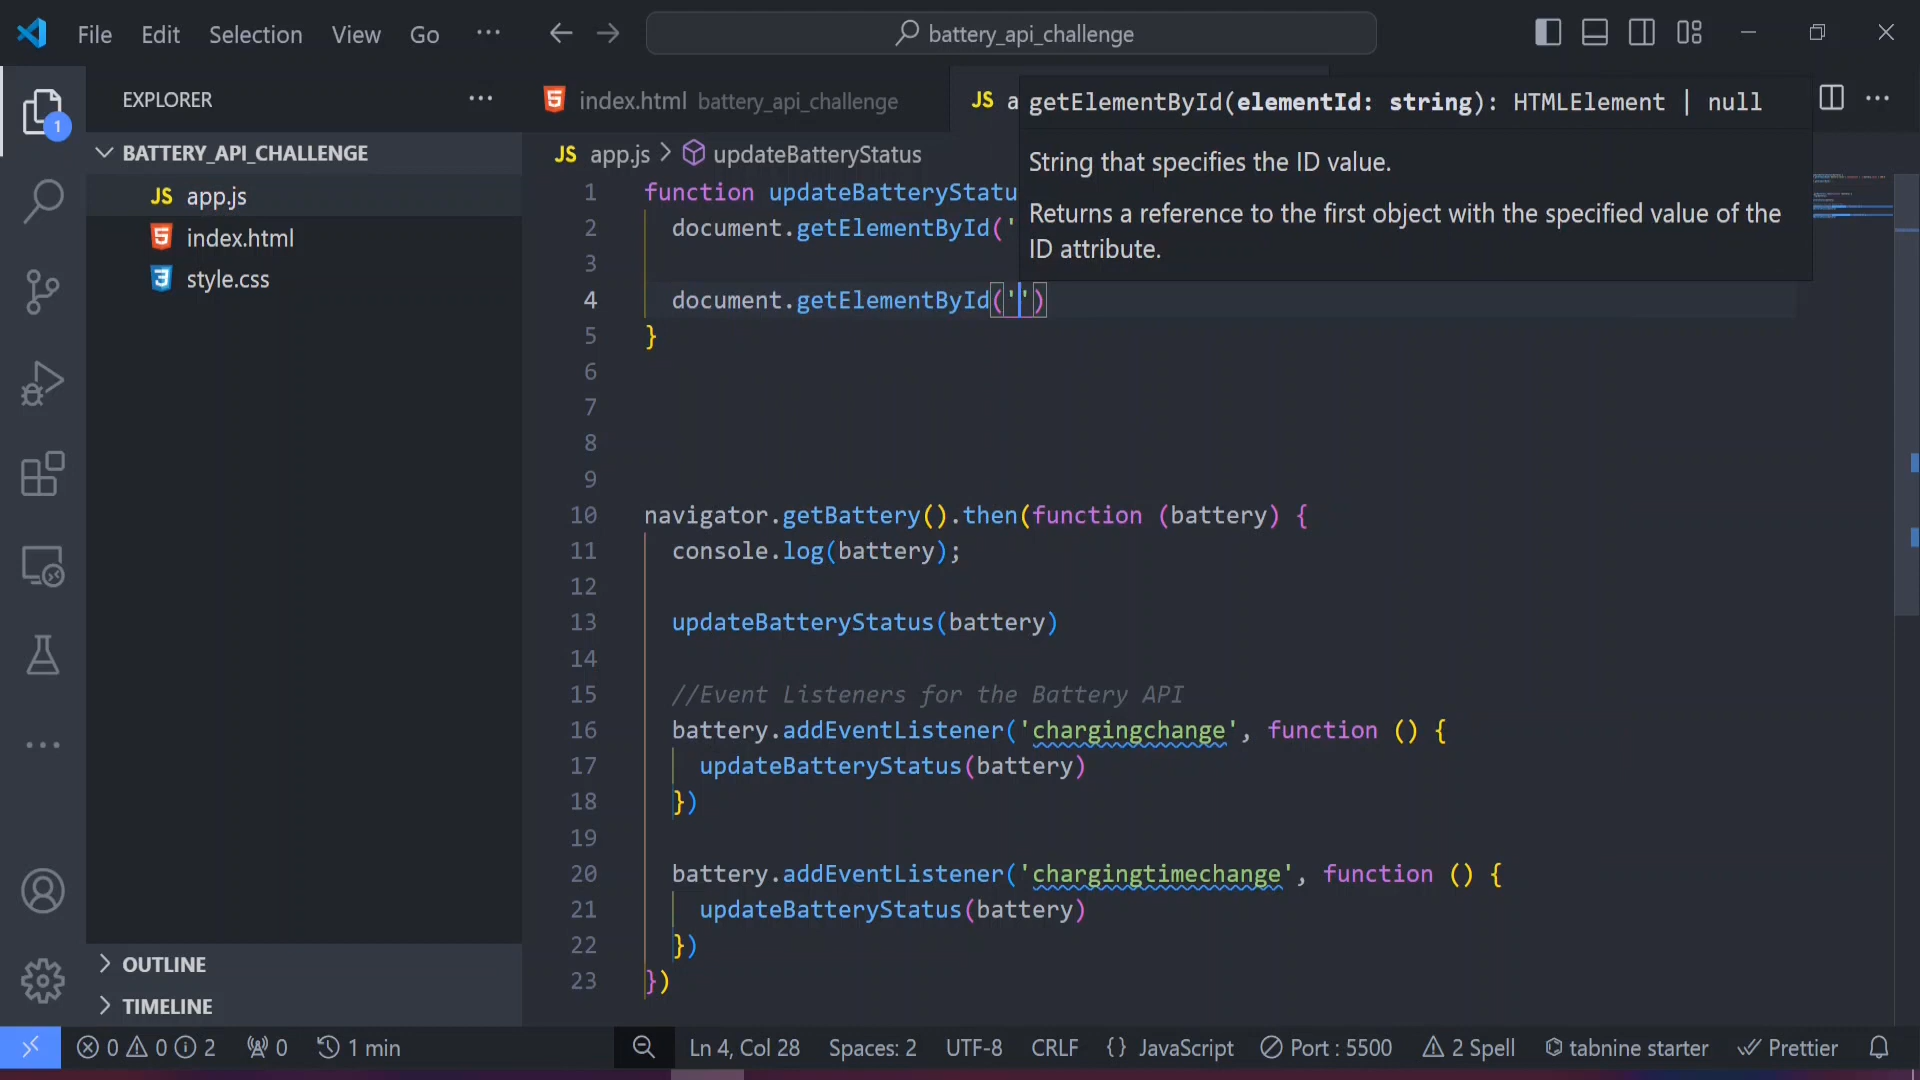 File Edit Selection View Go ··· battery_api_challenge
EXPLORER ···
1
BATTERY_API_CHALLENGE
JS app.js
index.html
style.css
OUTLINE
TIMELINE
index.html battery_api_challenge JS a
JS app.js > updateBatteryStatus
getElementById(elementId: string): HTMLElement | null
String that specifies the ID value.
Returns a reference to the first object with the specified value of the
ID attribute.
1 function updateBatteryStatu
2 document.getElementById('
3
4 document.getElementById('')
5 }
6
7
8
9
10 navigator.getBattery().then(function (battery) {
11 console.log(battery);
12
13 updateBatteryStatus(battery)
14
15 //Event Listeners for the Battery API
16 battery.addEventListener('chargingchange', function () {
17 updateBatteryStatus(battery)
18 })
19
20 battery.addEventListener('chargingtimechange', function () {
21 updateBatteryStatus(battery)
22 })
23 })
0 0 2 0 1 min Ln 4, Col 28 Spaces: 2 UTF-8 CRLF {} JavaScript Port : 5500 2 Spell tabnine starter Prettier